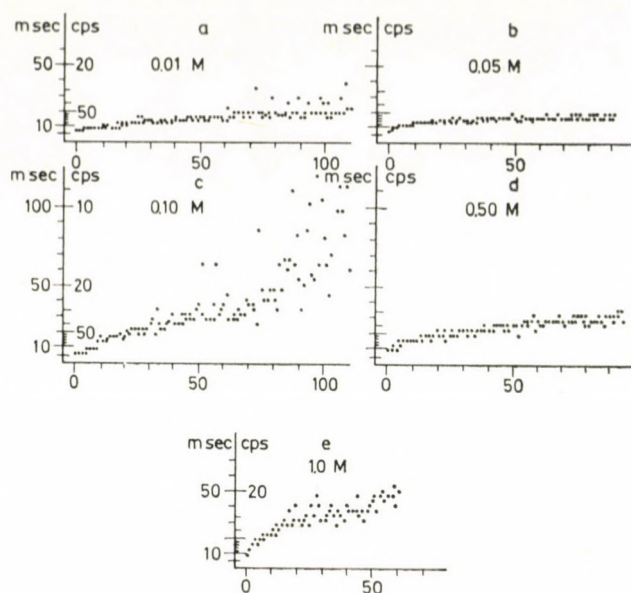 m sec cps a
50 20
0.01 M
50
10
0 50 100
m sec cps b
0.05 M
50
m sec cps c
100 10
0.10 M
50 20
50
10
0 50 100
m sec cps d
0.50 M
0 50
m sec cps e
1.0 M
50 20
10
0 50